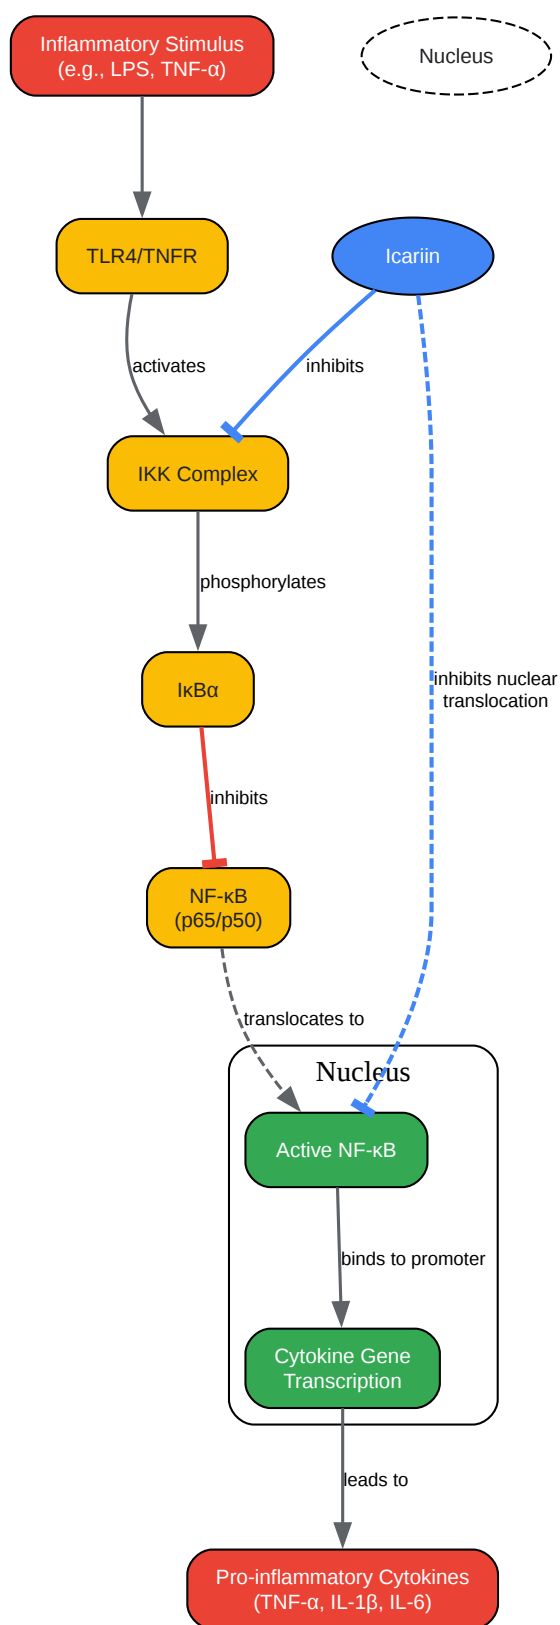 Inflammatory Stimulus
(e.g., LPS, TNF-α)
Nucleus
TLR4/TNFR
Icariin
activates
inhibits
IKK Complex
phosphorylates
IκBα
inhibits nuclear
translocation
inhibits
NF-κB
(p65/p50)
translocates to
Nucleus
Active NF-κB
binds to promoter
Cytokine Gene
Transcription
leads to
Pro-inflammatory Cytokines
(TNF-α, IL-1β, IL-6)